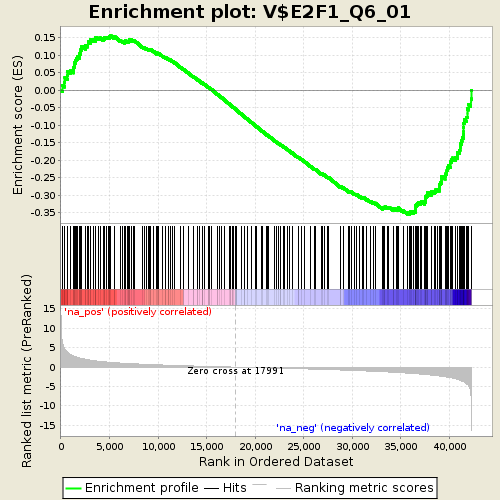 Enrichment plot: V$E2F1_Q6_01
Enrichment score (ES)
0.15
0.10
0.05
0.00
-0.05
-0.10
-0.15
-0.20
-0.25
-0.30
-0.35
'na_pos' (positively correlated)
Ranked list metric (PreRanked)
15
10
5
0
-5
-10
-15
Zero cross at 17991
'na_neg' (negatively correlated)
0
5,000
10,000
15,000
20,000
25,000
30,000
35,000
40,000
Rank in Ordered Dataset
Enrichment profile
Hits
Ranking metric scores